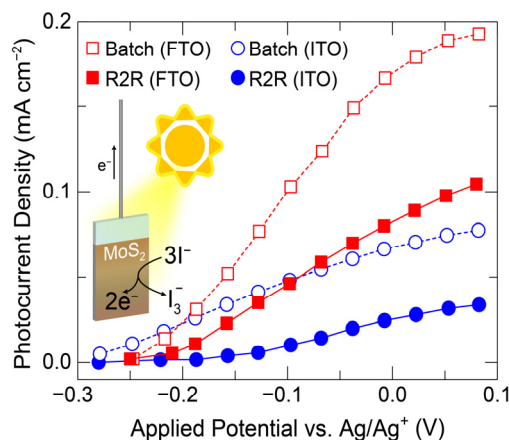 Photocurrent Density (mA cm⁻²)
0.2
0.1
0.0
Batch (FTO)
Batch (ITO)
R2R (FTO)
R2R (ITO)
e⁻
MoS₂
3I⁻
2e⁻
I₃⁻
−0.3
−0.2
−0.1
0.0
0.1
Applied Potential vs. Ag/Ag⁺ (V)